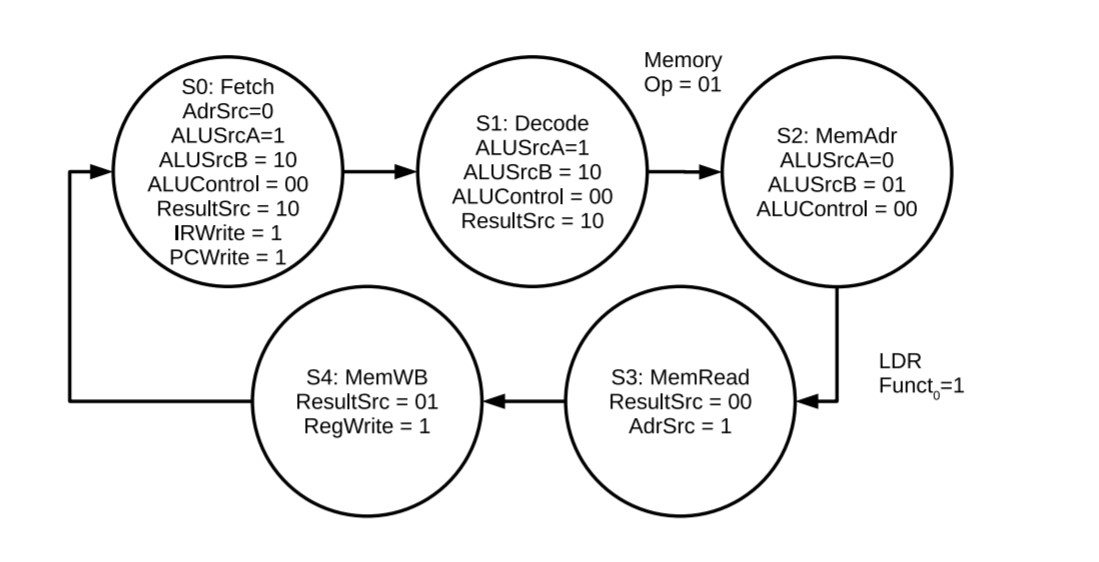 S0: Fetch
AdrSrc=0
ALUSrcA=1
ALUSrcB = 10
ALUControl = 00
ResultSrc = 10
IRWrite = 1
PCWrite = 1
S1: Decode
ALUSrcA=1
ALUSrcB = 10
ALUControl = 00
ResultSrc = 10
Memory
Op = 01
S2: MemAdr
ALUSrcA=0
ALUSrcB = 01
ALUControl = 00
LDR
Funct₀=1
S3: MemRead
ResultSrc = 00
AdrSrc = 1
S4: MemWB
ResultSrc = 01
RegWrite = 1